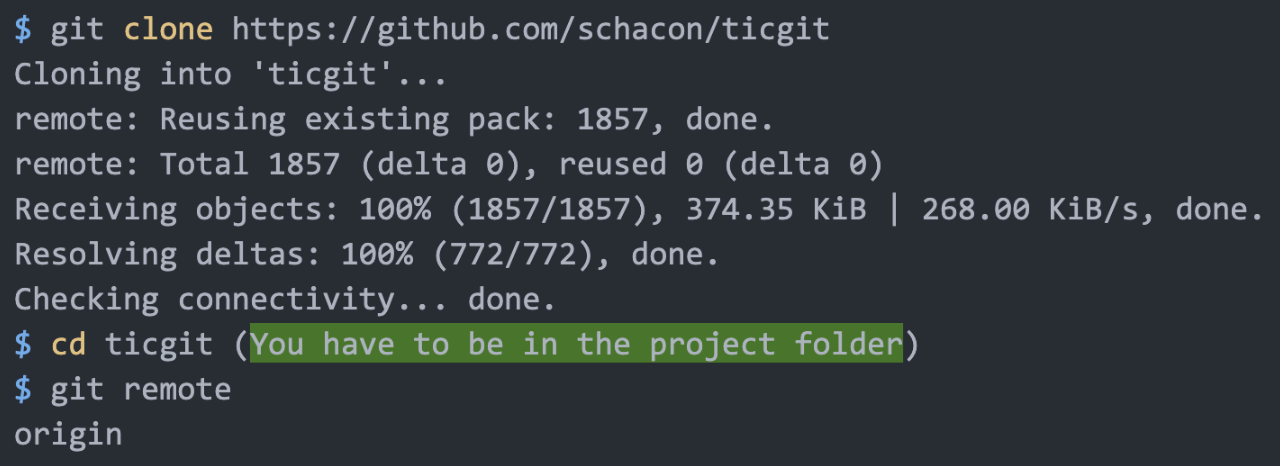 $ git clone https://github.com/schacon/ticgit
Cloning into 'ticgit'...
remote: Reusing existing pack: 1857, done.
remote: Total 1857 (delta 0), reused 0 (delta 0)
Receiving objects: 100% (1857/1857), 374.35 KiB | 268.00 KiB/s, done.
Resolving deltas: 100% (772/772), done.
Checking connectivity... done.
$ cd ticgit (You have to be in the project folder)
$ git remote
origin